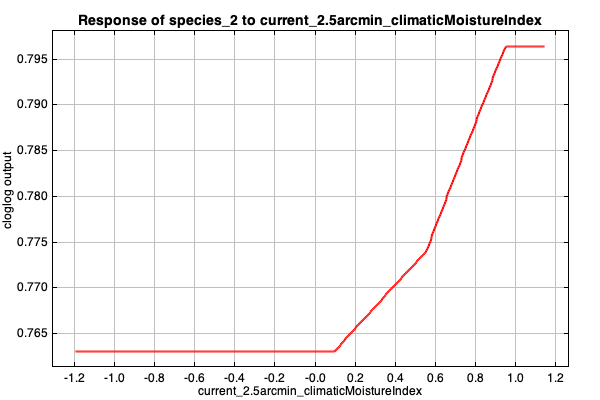 Response of species_2 to current_2.5arcmin_climaticMoistureIndex
cloglog output
0.795
0.790
0.785
0.780
0.775
0.770
0.765
-1.2 -1.0 -0.8 -0.6 -0.4 -0.2 -0.0 0.2 0.4 0.6 0.8 1.0 1.2
current_2.5arcmin_climaticMoistureIndex